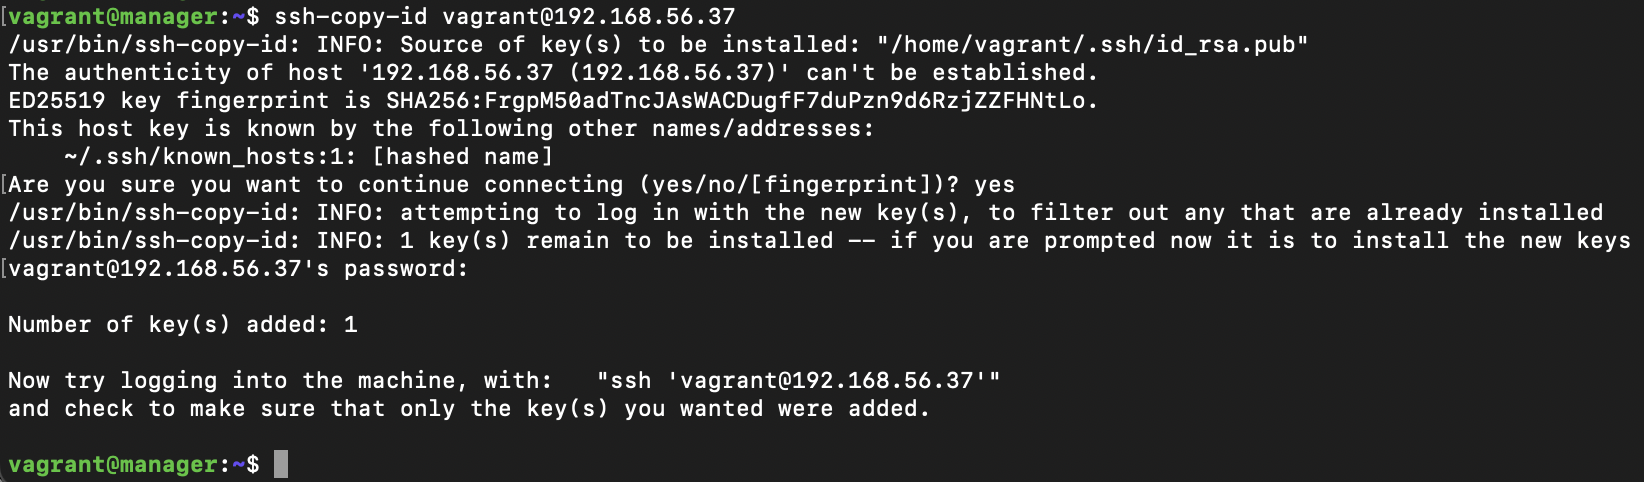 [vagrant@manager:~$ ssh-copy-id vagrant@192.168.56.37
/usr/bin/ssh-copy-id: INFO: Source of key(s) to be installed: "/home/vagrant/.ssh/id_rsa.pub"
The authenticity of host '192.168.56.37 (192.168.56.37)' can't be established.
ED25519 key fingerprint is SHA256:FrgpM50adTncJAsWACDugfF7duPzn9d6RzjZZFHNtLo.
This host key is known by the following other names/addresses:
    ~/.ssh/known_hosts:1: [hashed name]
[Are you sure you want to continue connecting (yes/no/[fingerprint])? yes
/usr/bin/ssh-copy-id: INFO: attempting to log in with the new key(s), to filter out any that are already installed
/usr/bin/ssh-copy-id: INFO: 1 key(s) remain to be installed -- if you are prompted now it is to install the new keys
[vagrant@192.168.56.37's password:
Number of key(s) added: 1
Now try logging into the machine, with:   "ssh 'vagrant@192.168.56.37'"
and check to make sure that only the key(s) you wanted were added.
vagrant@manager:~$